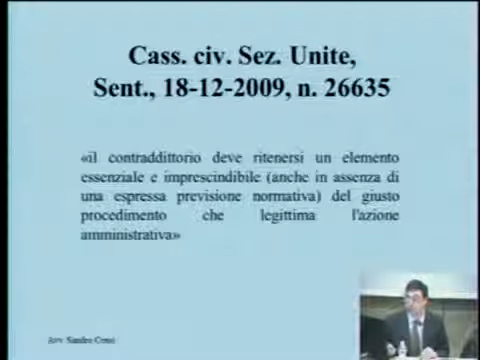 Cass. civ. Sez. Unite,
Sent., 18-12-2009, n. 26635
«il contraddittorio deve ritenersi un elemento
essenziale e imprescindibile (anche in assenza di
una espressa previsione normativa) del giusto
procedimento che legittima l'azione
amministrativa»
Avv. Sandro